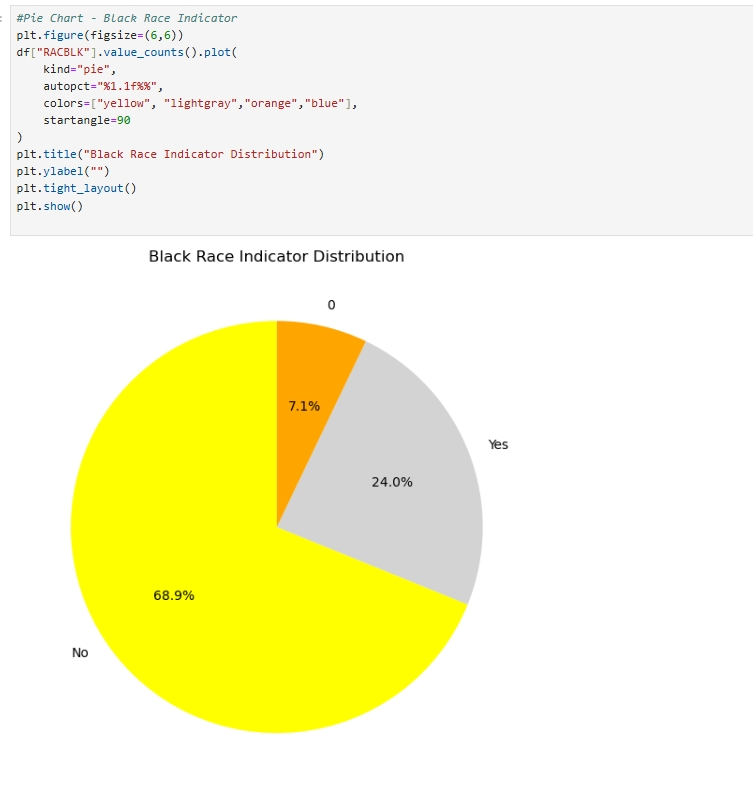 :
#Pie Chart - Black Race Indicator
plt.figure(figsize=(6,6))
df["RACBLK"].value_counts().plot(
    kind="pie",
    autopct="%1.1f%%",
    colors=["yellow", "lightgray","orange","blue"],
    startangle=90
)
plt.title("Black Race Indicator Distribution")
plt.ylabel("")
plt.tight_layout()
plt.show()
Black Race Indicator Distribution
0
7.1%
Yes
24.0%
68.9%
No